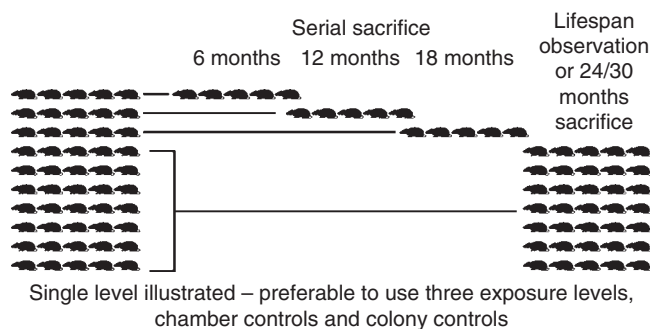 Serial sacrifice
6 months 12 months 18 months
Lifespan
observation
or 24/30
months
sacrifice
Single level illustrated – preferable to use three exposure levels,
chamber controls and colony controls